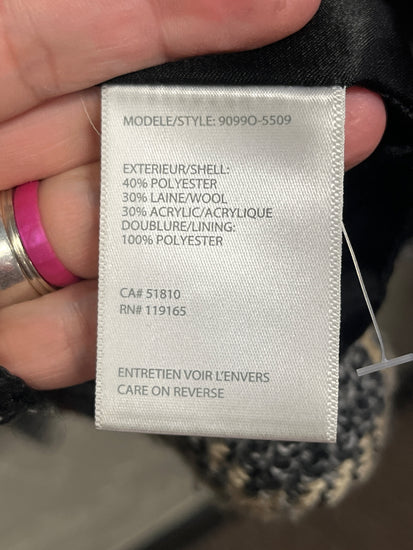 MODELE/STYLE: 9099O-5509
EXTERIEUR/SHELL:
40% POLYESTER
30% LAINE/WOOL
30% ACRYLIC/ACRYLIQUE
DOUBLURE/LINING:
100% POLYESTER
CA# 51810
RN# 119165
ENTRETIEN VOIR L'ENVERS
CARE ON REVERSE